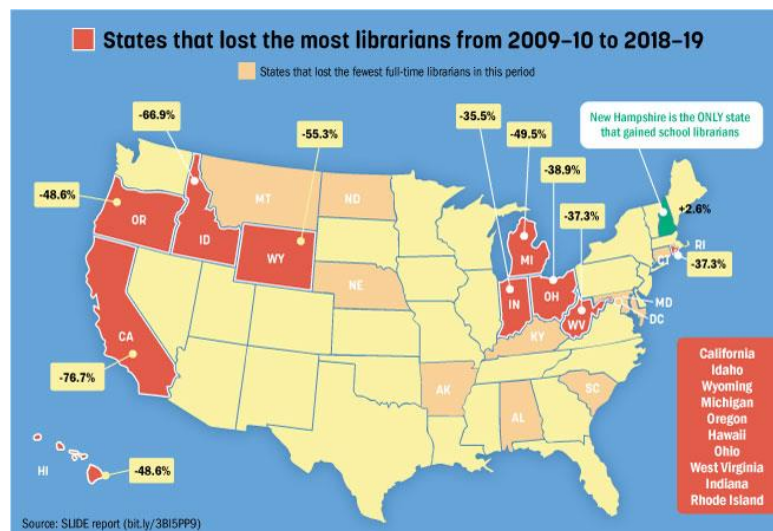 States that lost the most librarians from 2009–10 to 2018–19
States that lost the fewest full-time librarians in this period
-66.9%
-55.3%
-35.5%
-49.5%
New Hampshire is the ONLY state
that gained school librarians
-48.6%
-38.9%
-37.3%
+2.6%
MT
ND
OR
ID
WY
MI
RI
CT
-37.3%
NE
IN
OH
MD
DC
WV
CA
KY
-76.7%
AK
SC
AL
HI
-48.6%
California
Idaho
Wyoming
Michigan
Oregon
Hawaii
Ohio
West Virginia
Indiana
Rhode Island
Source: SLIDE report (bit.ly/3BI5PP9)